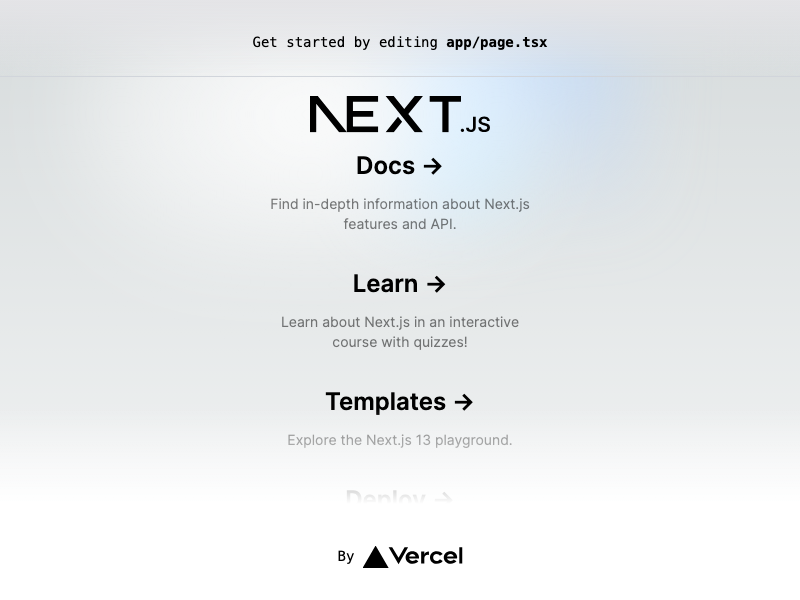 Get started by editing app/page.tsx
NEXT.JS
Docs →
Find in-depth information about Next.js
features and API.
Learn →
Learn about Next.js in an interactive
course with quizzes!
Templates →
Explore the Next.js 13 playground.
Deploy →
By ▲Vercel